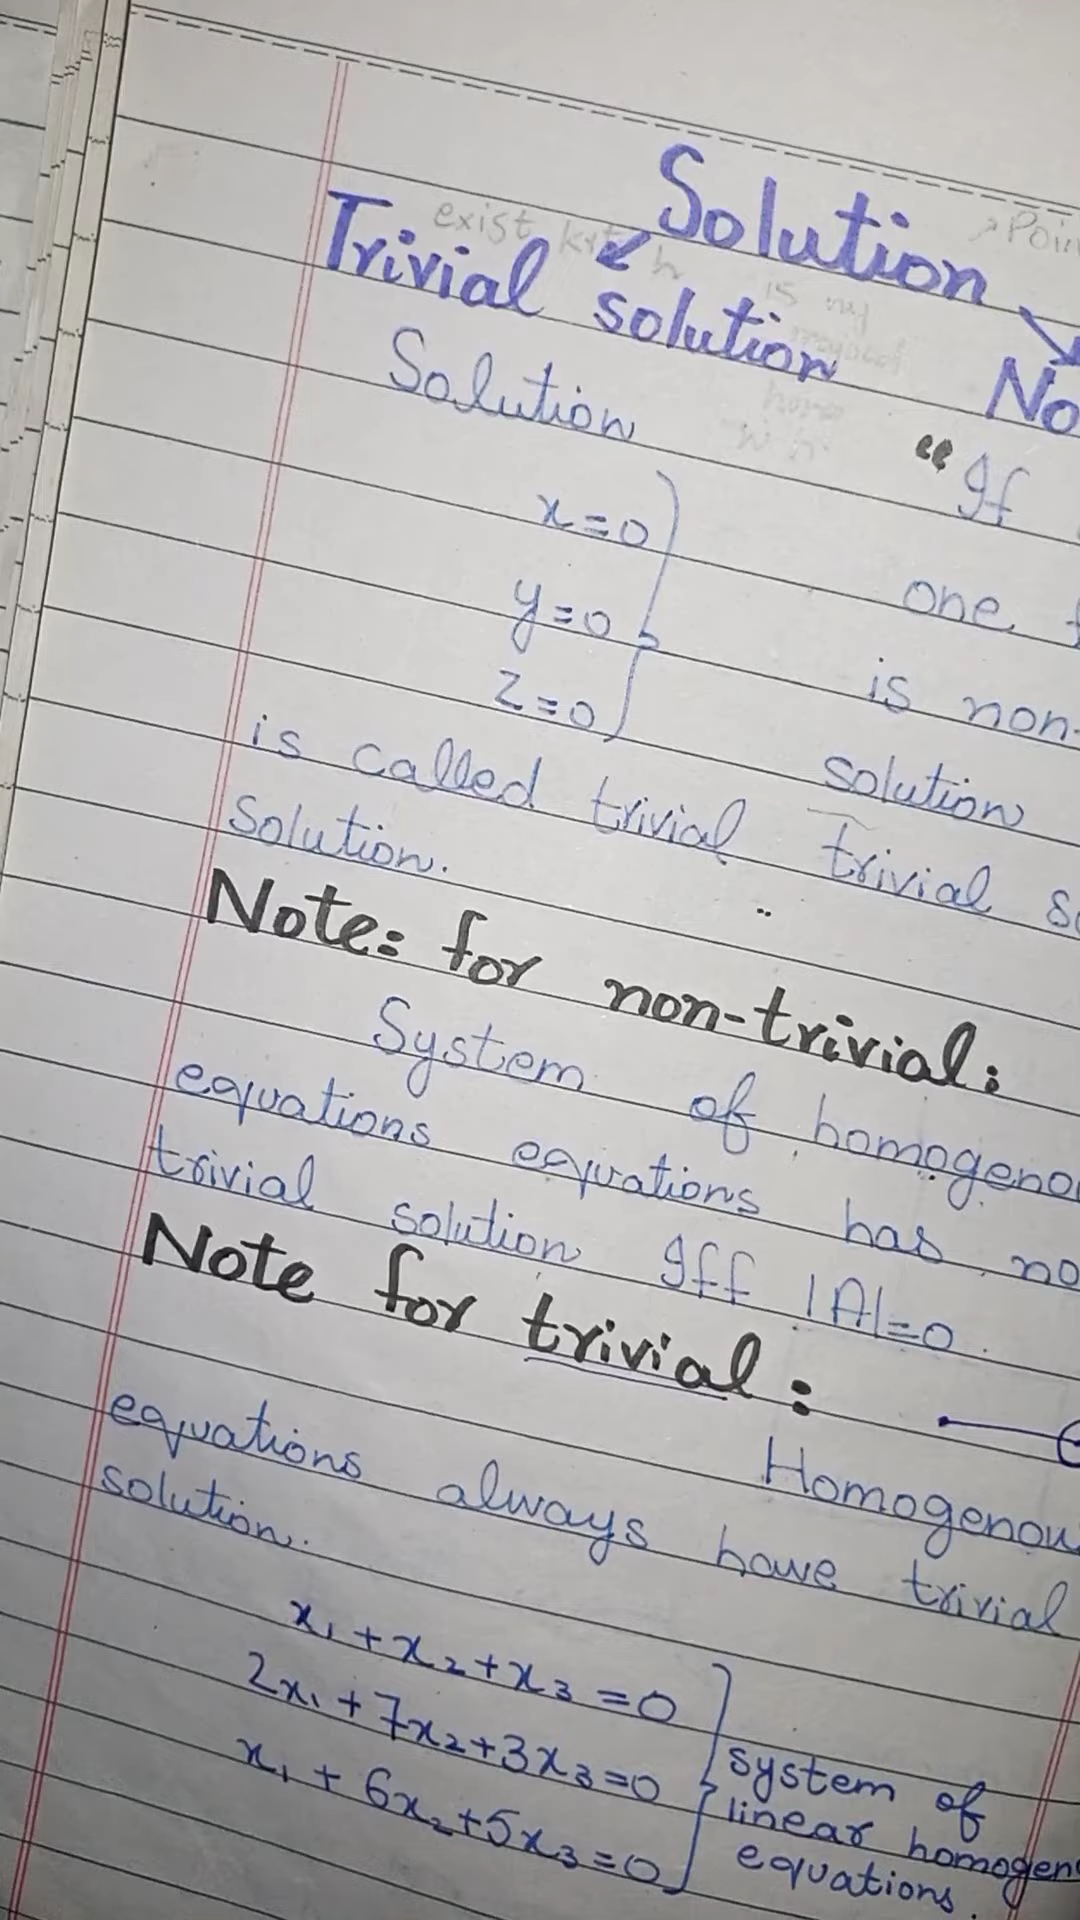 Solution
Trivial solution
No
Solution
"If
x=0
one
y=0
is non-
z=0
solution
is called trivial
trivial
solution.
Note: for non-trivial:
System of homogeno
equations equations has no
trivial solution Iff |A|=0.
Note for trivial:
Homogenou
equations always have trivial
solution.
x₁ + x₂ + x₃ = 0
2x₁ + 7x₂ + 3x₃ = 0
x₁ + 6x₂ + 5x₃ = 0
system of
linear homogen
equations.